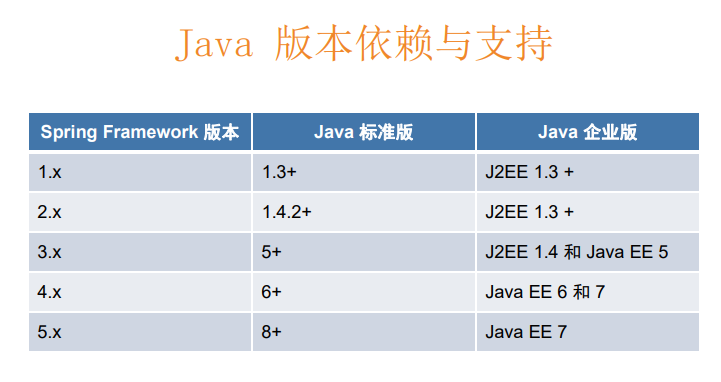 Java 版本依赖与支持
Spring Framework 版本 Java 标准版 Java 企业版
1.x 1.3+ J2EE 1.3 +
2.x 1.4.2+ J2EE 1.3 +
3.x 5+ J2EE 1.4 和 Java EE 5
4.x 6+ Java EE 6 和 7
5.x 8+ Java EE 7